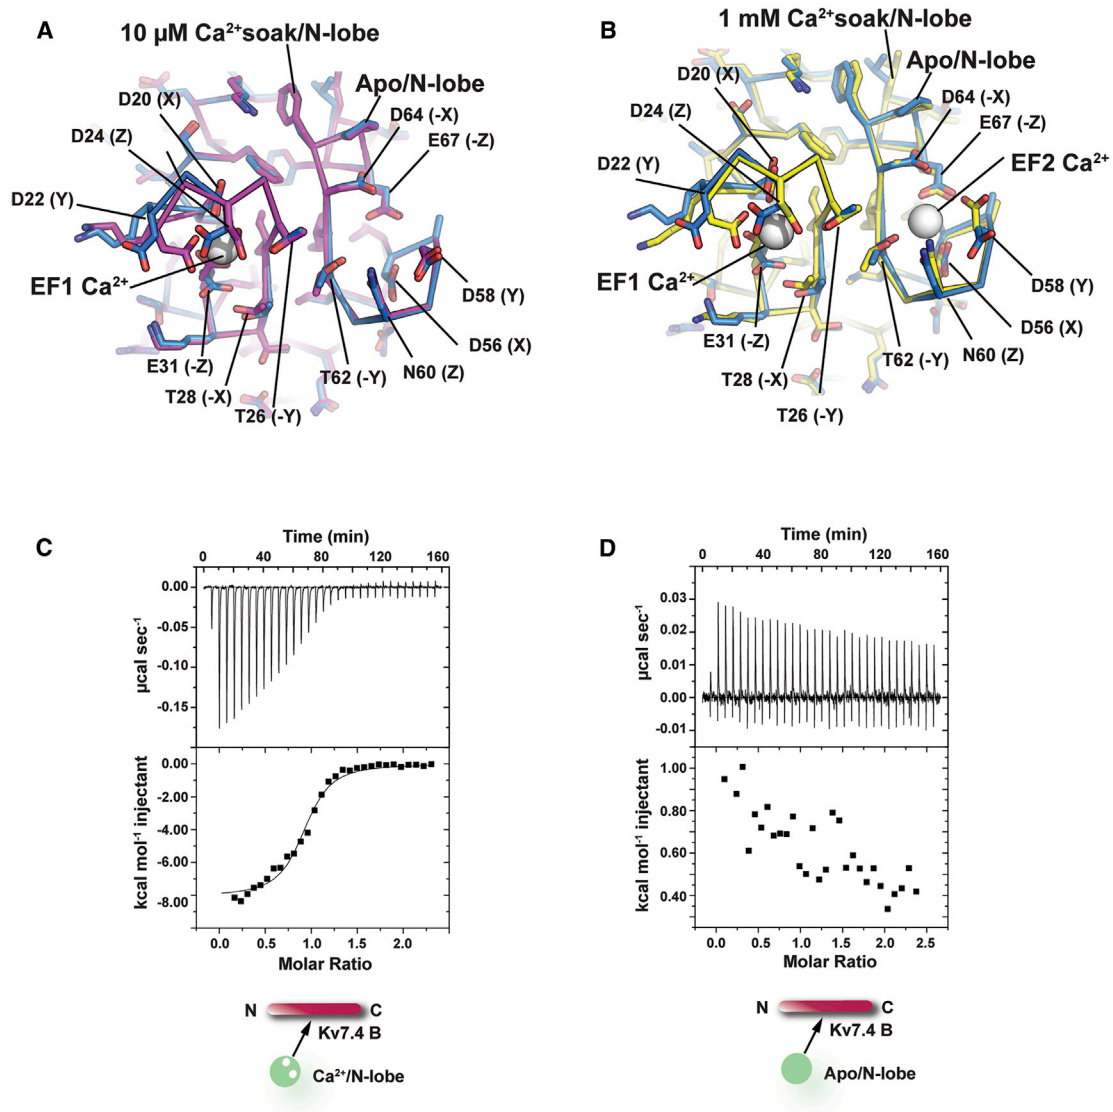 A
10 µM Ca2+soak/N-lobe
Apo/N-lobe
D20 (X)
D64 (-X)
D24 (Z)
E67 (-Z)
D22 (Y)
EF1 Ca2+
D58 (Y)
D56 (X)
E31 (-Z)
T62 (-Y)
N60 (Z)
T28 (-X)
T26 (-Y)
B
1 mM Ca2+soak/N-lobe
Apo/N-lobe
D20 (X)
D64 (-X)
D24 (Z)
E67 (-Z)
EF2 Ca2+
D22 (Y)
EF1 Ca2+
D58 (Y)
D56 (X)
E31 (-Z)
T62 (-Y)
N60 (Z)
T28 (-X)
T26 (-Y)
C
Time (min)
0 40 80 120 160
0.00
-0.05
-0.10
-0.15
µcal sec-1
0.00
-2.00
-4.00
-6.00
-8.00
kcal mol-1 injectant
0.0 0.5 1.0 1.5 2.0
Molar Ratio
N C
Kv7.4 B
Ca2+/N-lobe
D
Time (min)
0 40 80 120 160
0.03
0.02
0.01
0.00
-0.01
µcal sec-1
1.00
0.80
0.60
0.40
kcal mol-1 injectant
0.0 0.5 1.0 1.5 2.0 2.5
Molar Ratio
N C
Kv7.4 B
Apo/N-lobe